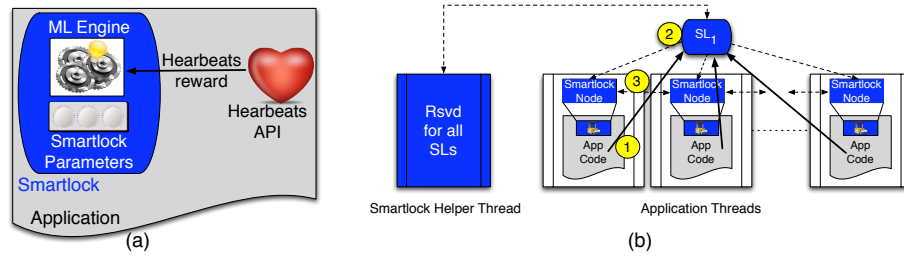 ML Engine
Hearbeats
reward
Hearbeats
API
Smartlock
Parameters
Smartlock
Application
(a)
2
SL1
Rsvd
for all
SLs
Smartlock Helper Thread
Smartlock
Node
3
Smartlock
Node
Smartlock
Node
App
Code
1
App
Code
App
Code
Application Threads
(b)